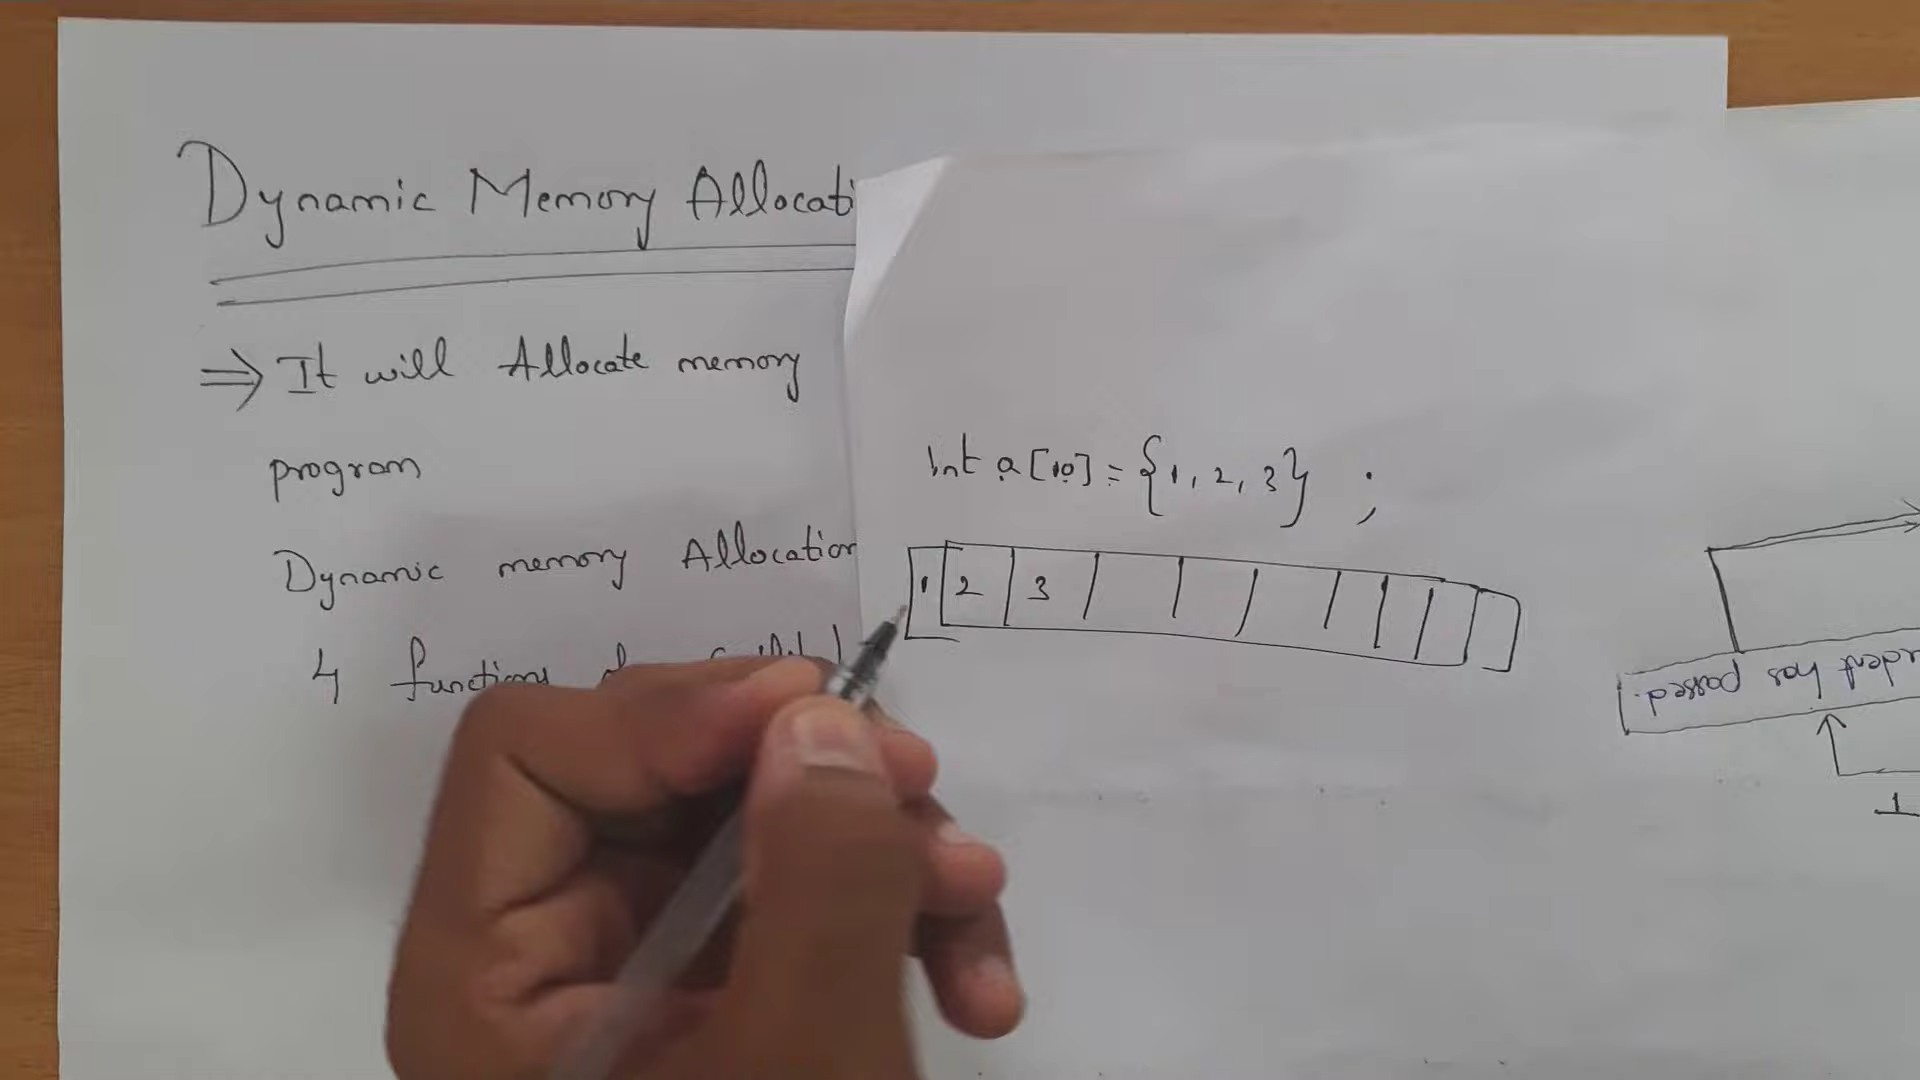 Dynamic Memory Allocati
⇒ It will Allocate memory
program
Dynamic memory Allocation
4 functions
int a[10] = {1, 2, 3} ;
1 2 3
udent has passed.